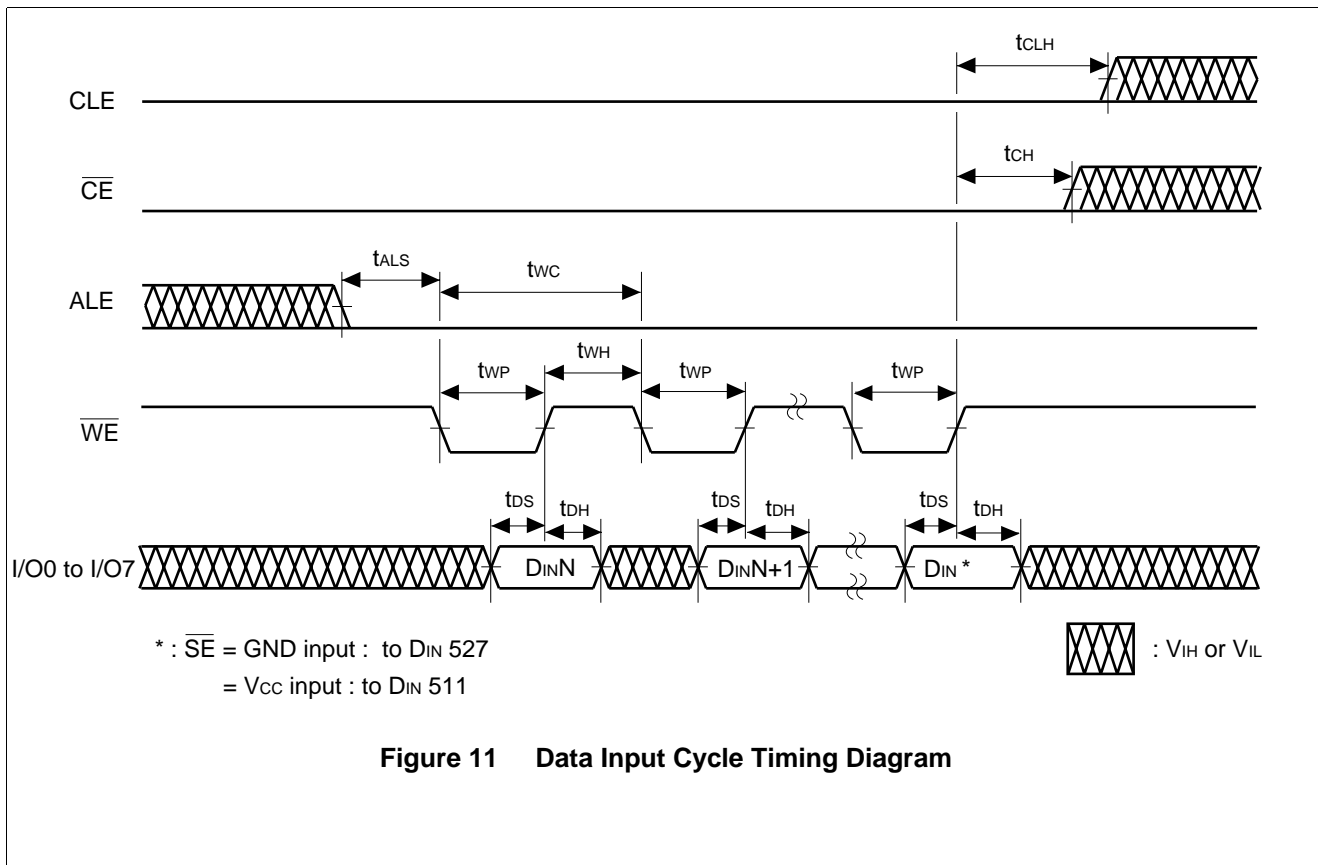 tCLH
CLE
tCH
CE
tALS
tWC
ALE
tWH
tWP
tWP
tWP
WE
tDS
tDH
tDS
tDH
tDS
tDH
I/O0 to I/O7
DINN
DINN+1
DIN *
* : SE = GND input : to DIN 527
= VCC input : to DIN 511
: VIH or VIL
Figure 11 Data Input Cycle Timing Diagram